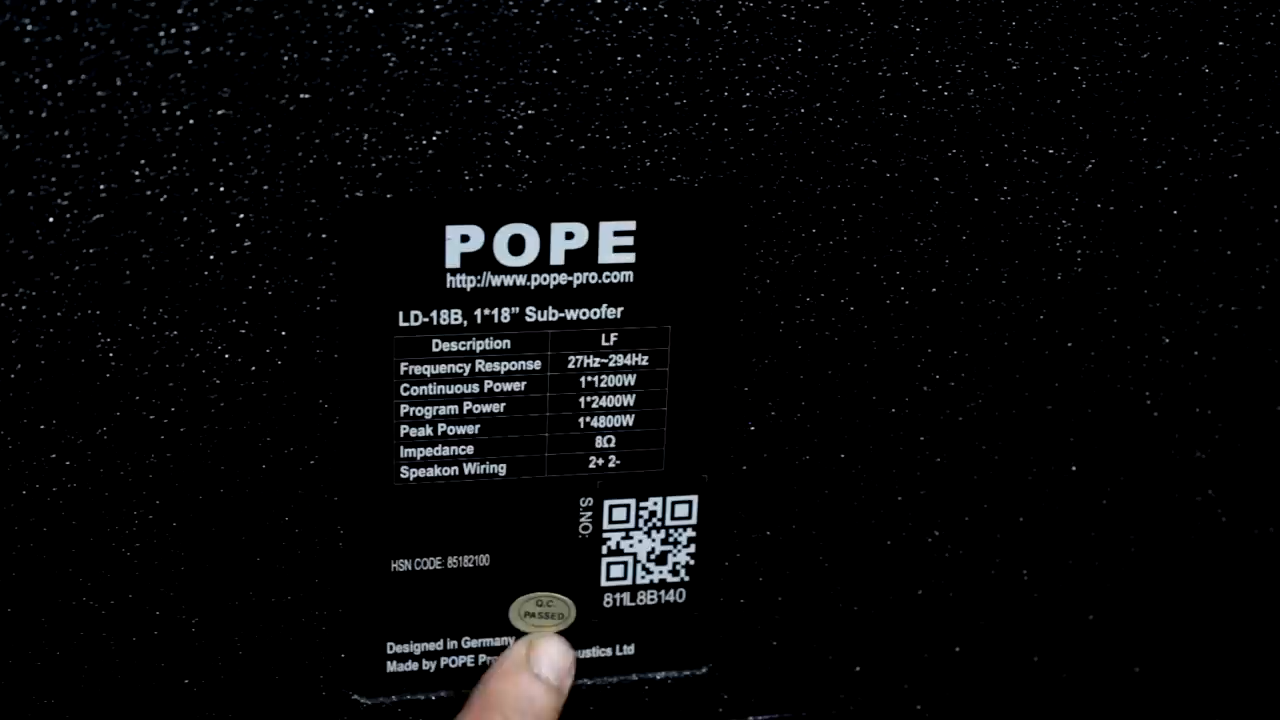 POPE
http://www.pope-pro.com
LD-18B, 1*18” Sub-woofer
Description LF
Frequency Response 27Hz~294Hz
Continuous Power 1*1200W
Program Power 1*2400W
Peak Power 1*4800W
Impedance 8Ω
Speakon Wiring 2+ 2-
S.NO:
811L8B140
HSN CODE: 85182100
Q.C.
PASSED
Designed in Germany
Made by POPE Ltd